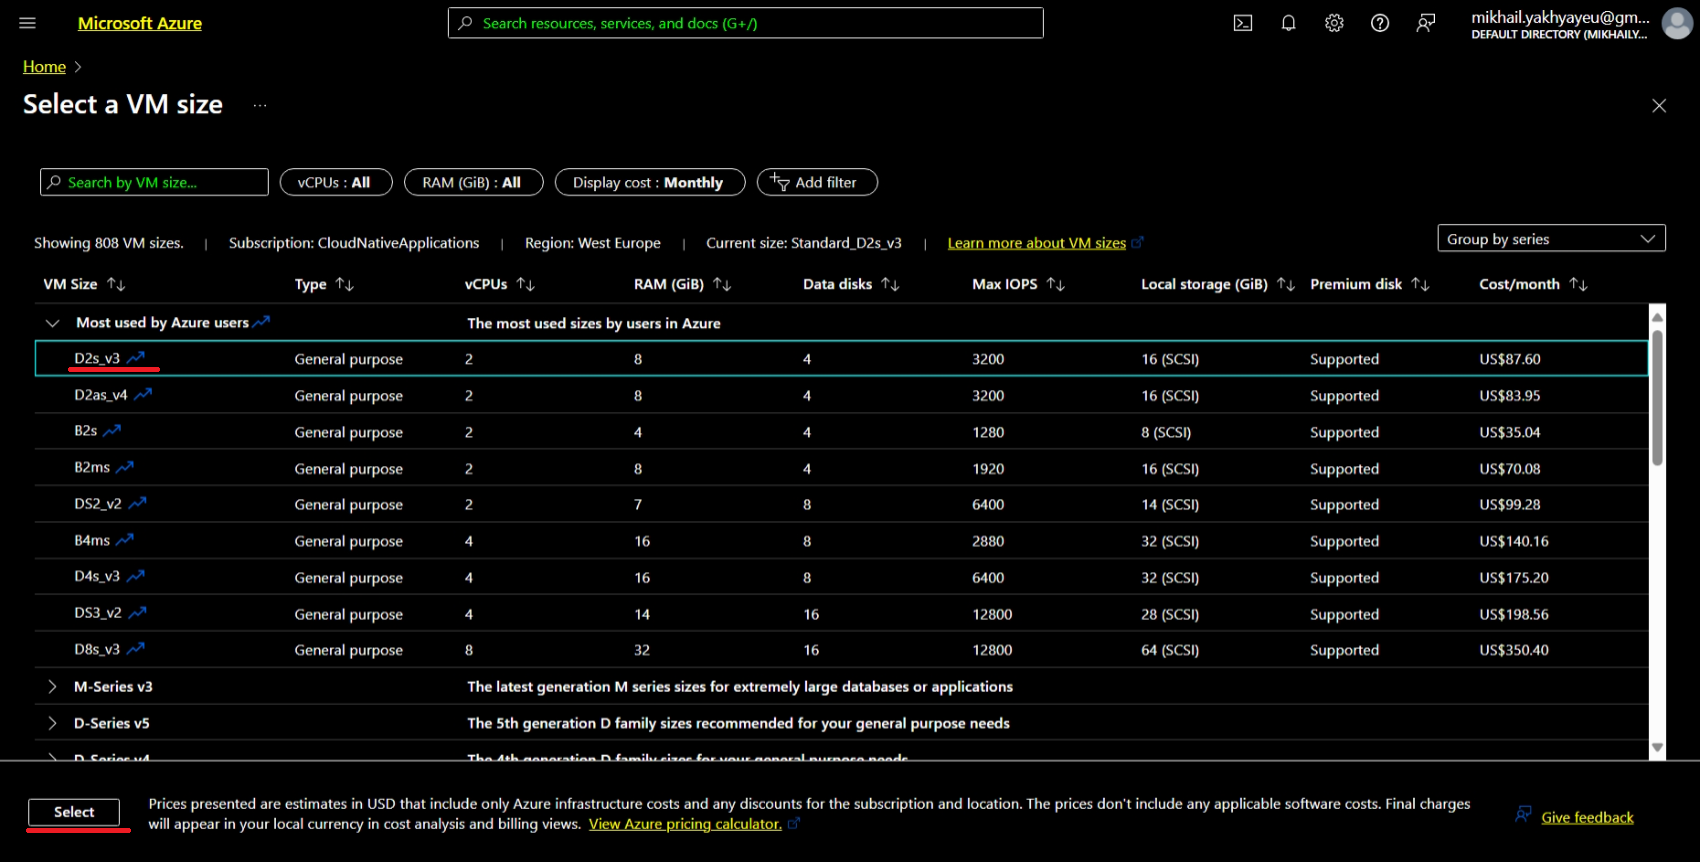 Microsoft Azure
Search resources, services, and docs (G+/)
mikhail.yakhyayeu@gm...
DEFAULT DIRECTORY (MIKHAILY...
Home
Select a VM size ...
Search by VM size...
vCPUs : All
RAM (GiB) : All
Display cost : Monthly
Add filter
Showing 808 VM sizes. | Subscription: CloudNativeApplications | Region: West Europe | Current size: Standard_D2s_v3 | Learn more about VM sizes
Group by series
VM Size Type vCPUs RAM (GiB) Data disks Max IOPS Local storage (GiB) Premium disk Cost/month
Most used by Azure users The most used sizes by users in Azure
D2s_v3 General purpose 2 8 4 3200 16 (SCSI) Supported US$87.60
D2as_v4 General purpose 2 8 4 3200 16 (SCSI) Supported US$83.95
B2s General purpose 2 4 4 1280 8 (SCSI) Supported US$35.04
B2ms General purpose 2 8 4 1920 16 (SCSI) Supported US$70.08
DS2_v2 General purpose 2 7 8 6400 14 (SCSI) Supported US$99.28
B4ms General purpose 4 16 8 2880 32 (SCSI) Supported US$140.16
D4s_v3 General purpose 4 16 8 6400 32 (SCSI) Supported US$175.20
DS3_v2 General purpose 4 14 16 12800 28 (SCSI) Supported US$198.56
D8s_v3 General purpose 8 32 16 12800 64 (SCSI) Supported US$350.40
M-Series v3 The latest generation M series sizes for extremely large databases or applications
D-Series v5 The 5th generation D family sizes recommended for your general purpose needs
D-Series v4 The 4th generation D family sizes for your general purpose needs
Select
Prices presented are estimates in USD that include only Azure infrastructure costs and any discounts for the subscription and location. The prices don't include any applicable software costs. Final charges
will appear in your local currency in cost analysis and billing views. View Azure pricing calculator.
Give feedback